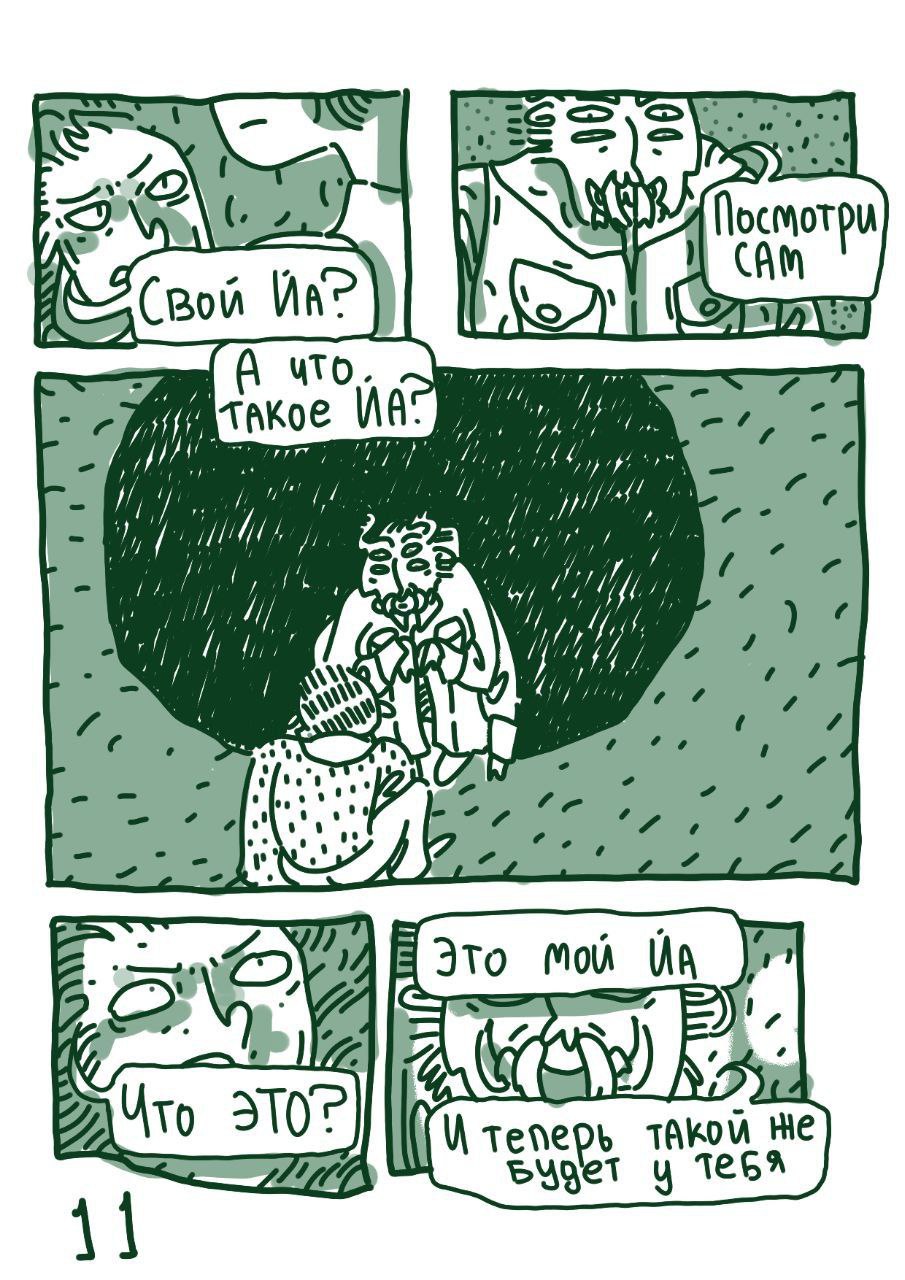 Свой Йа?
Посмотри
сам
А что
такое Йа?
Что это?
Это мой Йа
И теперь такой же
будет у тебя
11